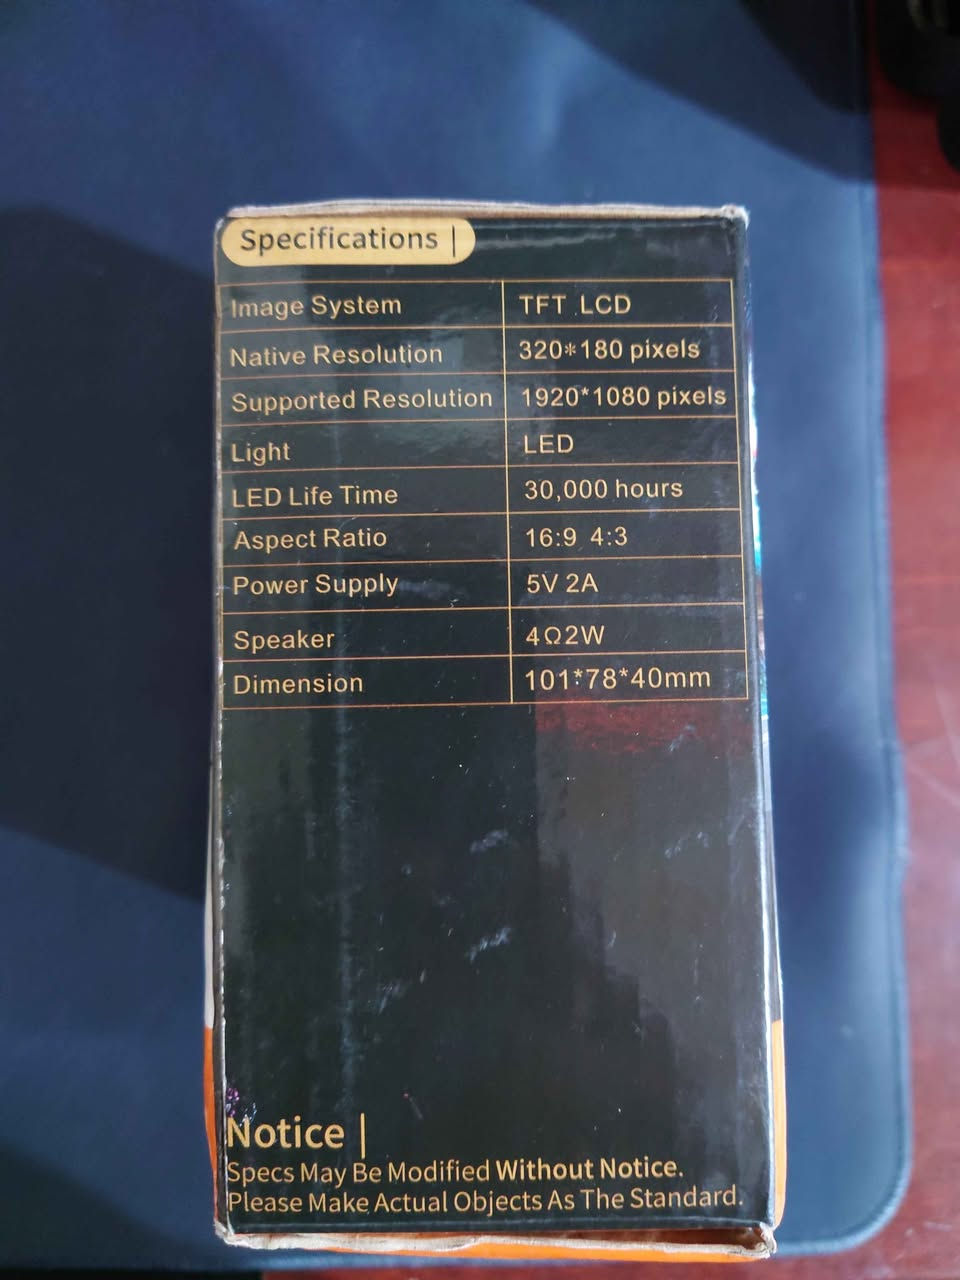 Specifications |
Image System TFT LCD
Native Resolution 320*180 pixels
Supported Resolution 1920*1080 pixels
Light LED
LED Life Time 30,000 hours
Aspect Ratio 16:9 4:3
Power Supply 5V 2A
Speaker 4Ω2W
Dimension 101*78*40mm
Notice |
Specs May Be Modified Without Notice.
Please Make Actual Objects As The Standard.